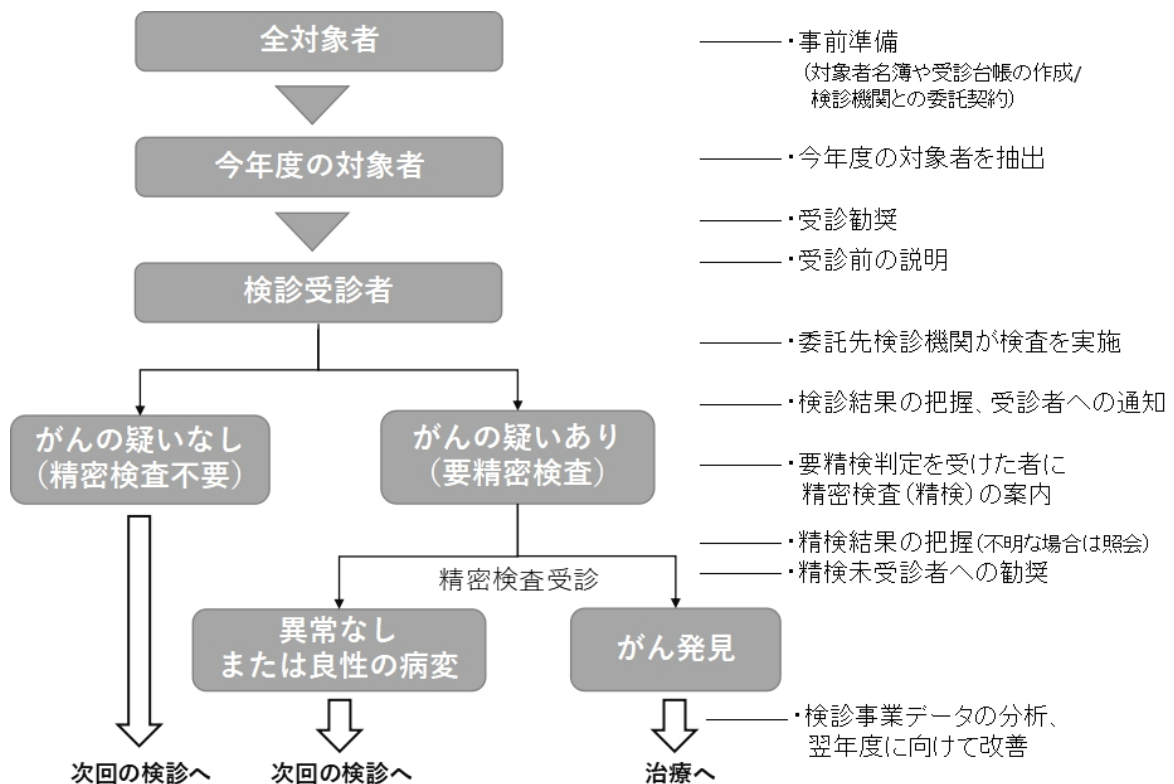 全対象者
今年度の対象者
検診受診者
がんの疑いなし
（精密検査不要）
がんの疑いあり
（要精密検査）
精密検査受診
異常なし
または良性の病変
がん発見
次回の検診へ
次回の検診へ
治療へ
・事前準備
（対象者名簿や受診台帳の作成/
検診機関との委託契約）
・今年度の対象者を抽出
・受診勧奨
・受診前の説明
・委託先検診機関が検査を実施
・検診結果の把握、受診者への通知
・要精検判定を受けた者に
精密検査（精検）の案内
・精検結果の把握（不明な場合は照会）
・精検未受診者への勧奨
・検診事業データの分析、
翌年度に向けて改善